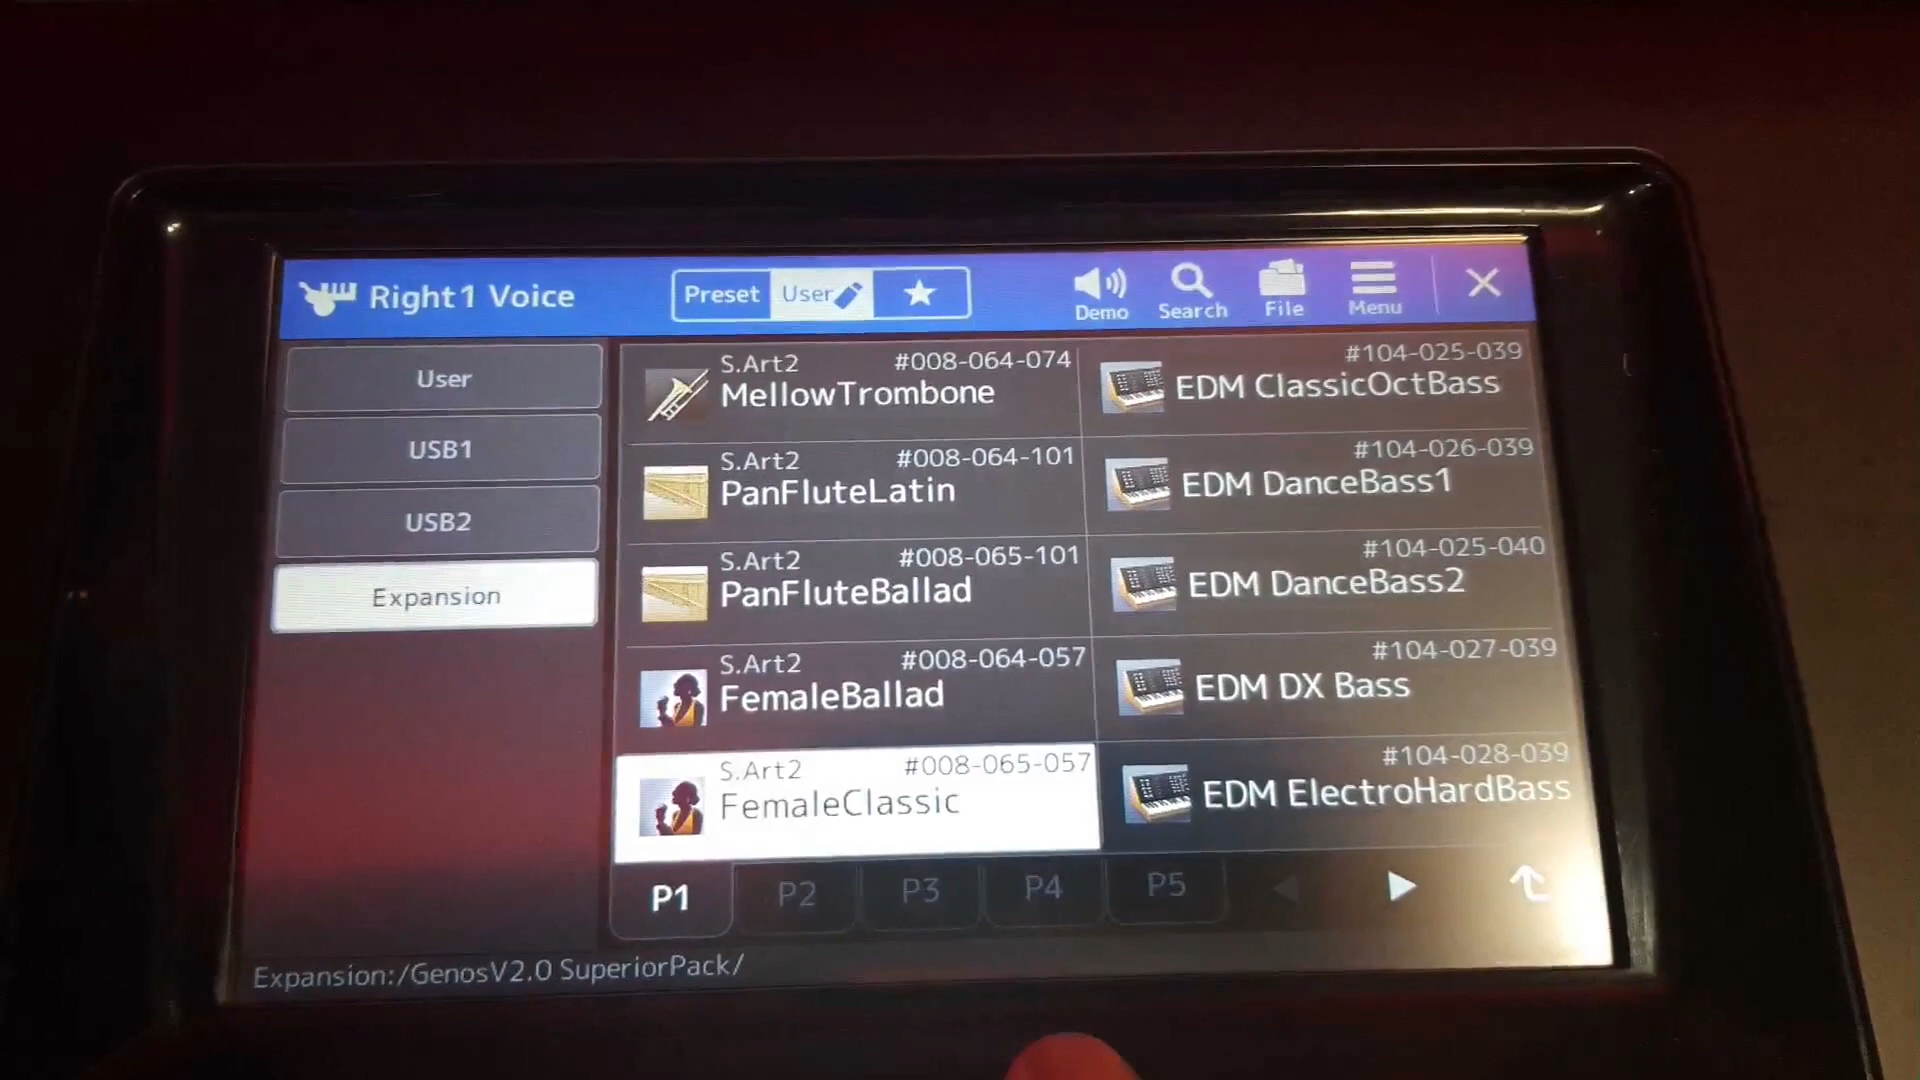 Right1 Voice
Preset
User
Demo
Search
File
Menu
User
USB1
USB2
Expansion
S.Art2 #008-064-074
MellowTrombone
S.Art2 #008-064-101
PanFluteLatin
S.Art2 #008-065-101
PanFluteBallad
S.Art2 #008-064-057
FemaleBallad
S.Art2 #008-065-057
FemaleClassic
#104-025-039
EDM ClassicOctBass
#104-026-039
EDM DanceBass1
#104-025-040
EDM DanceBass2
#104-027-039
EDM DX Bass
#104-028-039
EDM ElectroHardBass
P1 P2 P3 P4 P5
Expansion:/GenosV2.0 SuperiorPack/